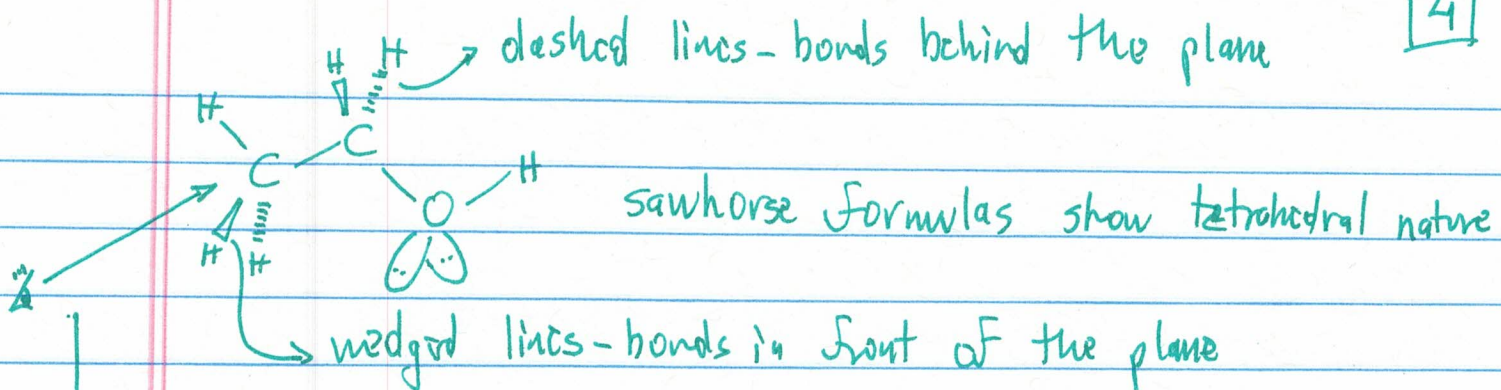 4
H H dashed lines - bonds behind the plane
H C
C H
O sawhorse formulas show tetrahedral nature
H H
wedged lines - bonds in front of the plane